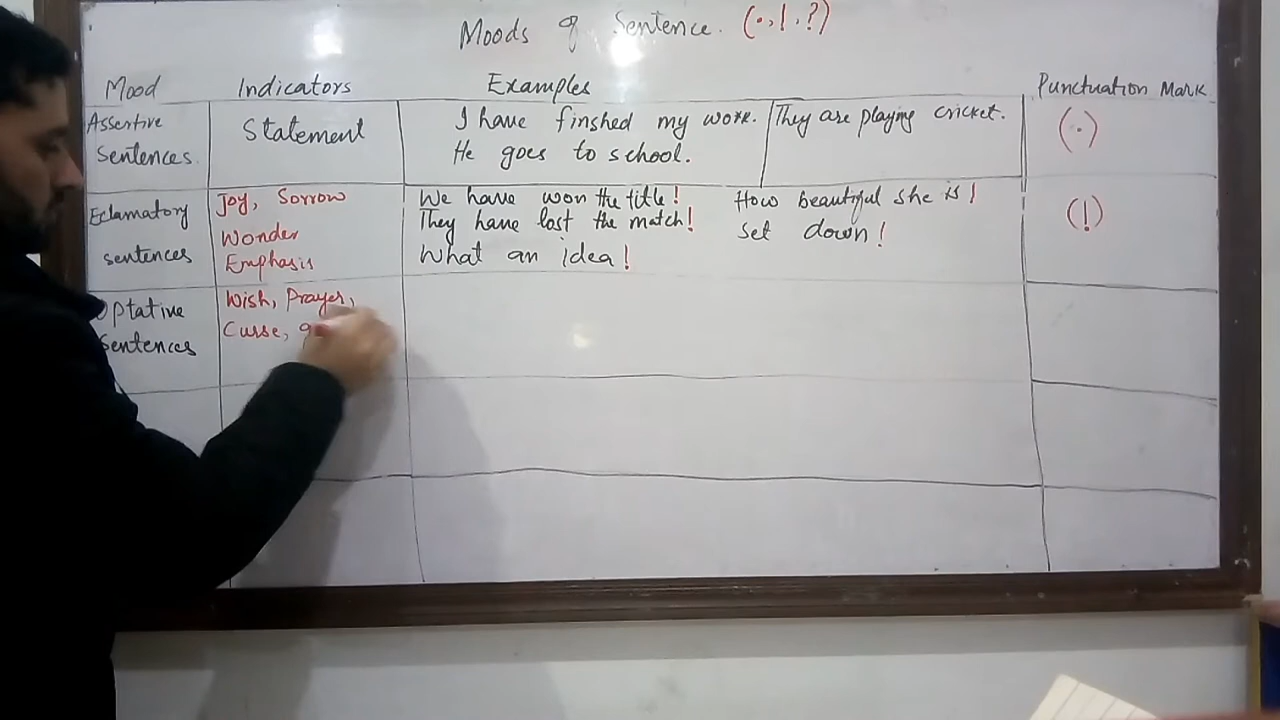 Moods of Sentence. (.,!.?)
Mood Indicators Examples Punctuation Mark
Assertive
Sentences.
Statement
I have finshed my work.
He goes to school.
They are playing cricket.
(.)
Eclamatory
sentences
Joy, Sorrow
Wonder
Emphasis
We have won the title!
They have lost the match!
What an idea!
How beautiful she is!
Set down!
(!)
Optative
Sentences
Wish, Prayer,
Curse,